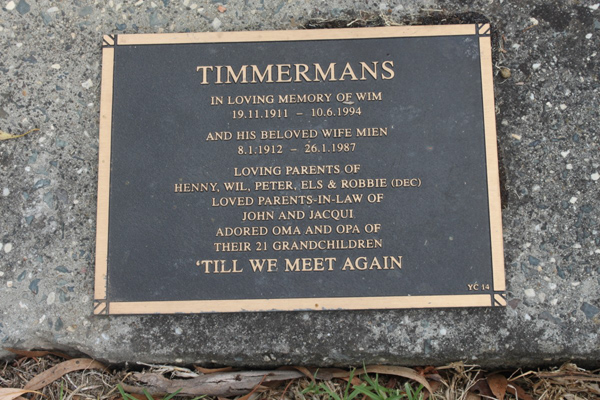 TIMMERMANS
IN LOVING MEMORY OF WIM
19.11.1911 – 10.6.1994
AND HIS BELOVED WIFE MIEN
8.1.1912 – 26.1.1987
LOVING PARENTS OF
HENNY, WIL, PETER, ELS & ROBBIE (DEC)
LOVED PARENTS-IN-LAW OF
JOHN AND JACQUI
ADORED OMA AND OPA OF
THEIR 21 GRANDCHILDREN
'TILL WE MEET AGAIN
YC 14